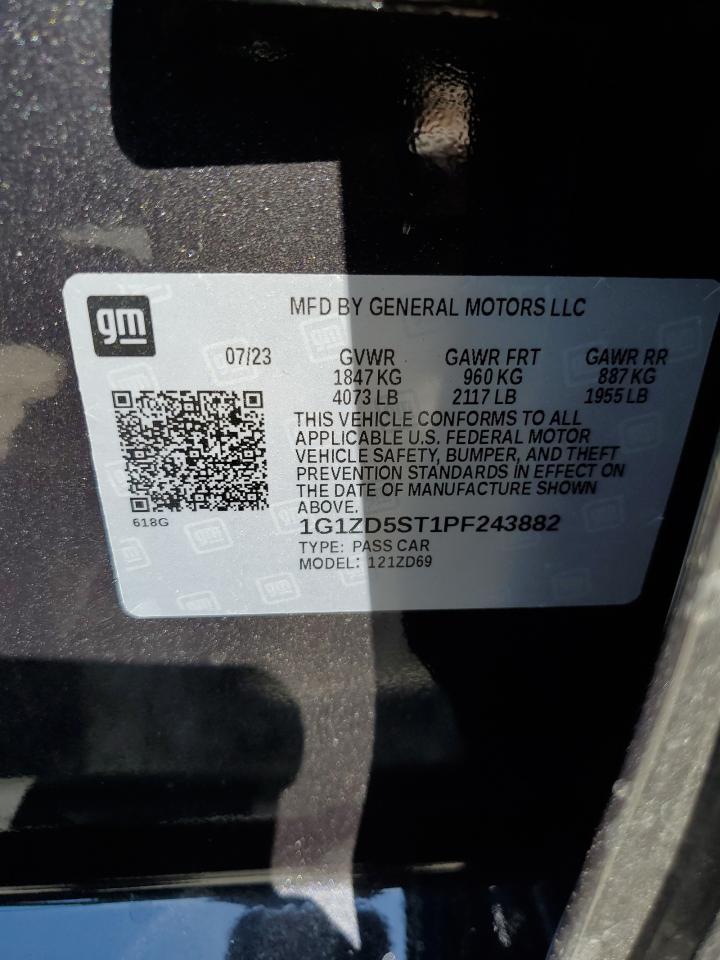 gm
MFD BY GENERAL MOTORS LLC
07/23 GVWR GAWR FRT GAWR RR
1847 KG 960 KG 887 KG
4073 LB 2117 LB 1955 LB
THIS VEHICLE CONFORMS TO ALL
APPLICABLE U.S. FEDERAL MOTOR
VEHICLE SAFETY, BUMPER, AND THEFT
PREVENTION STANDARDS IN EFFECT ON
THE DATE OF MANUFACTURE SHOWN
ABOVE.
618G
1G1ZD5ST1PF243882
TYPE: PASS CAR
MODEL: 121ZD69